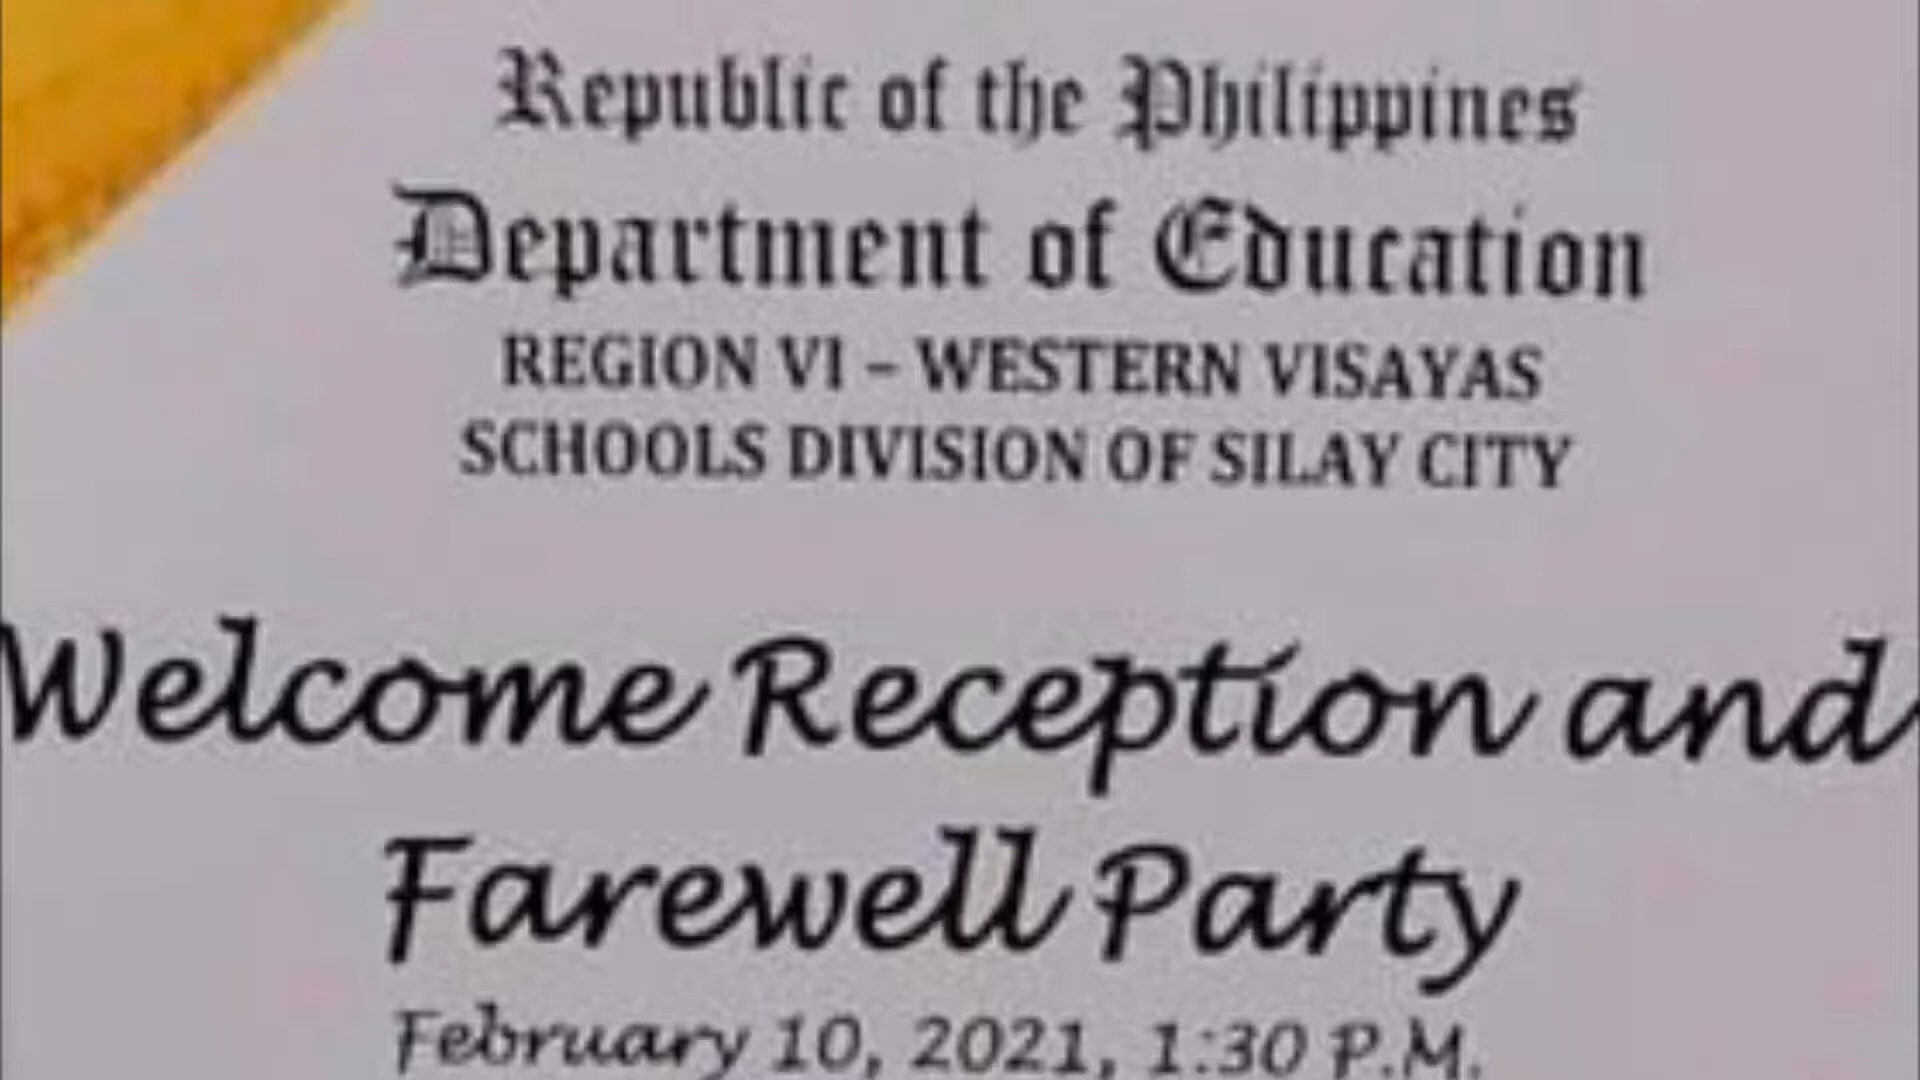 Republic of the Philippines
Department of Education
REGION VI – WESTERN VISAYAS
SCHOOLS DIVISION OF SILAY CITY
Welcome Reception and
Farewell Party
February 10, 2021, 1:30 P.M.